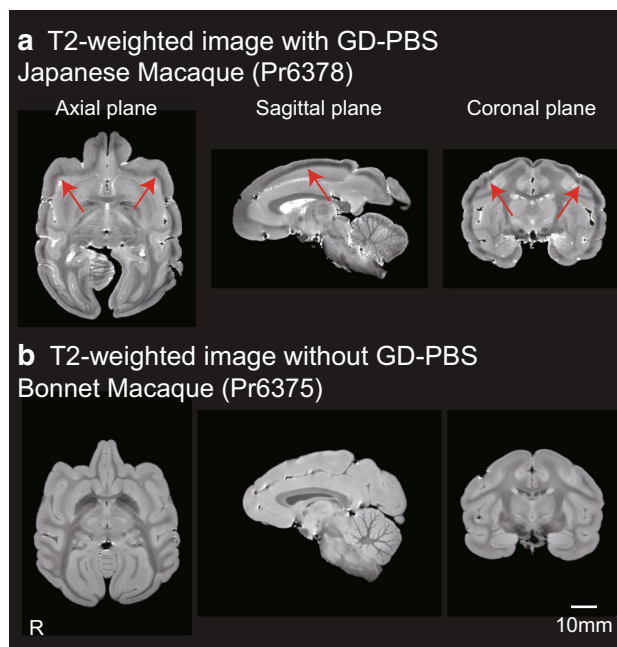 a T2-weighted image with GD-PBS
Japanese Macaque (Pr6378)
Axial plane
Sagittal plane
Coronal plane
b T2-weighted image without GD-PBS
Bonnet Macaque (Pr6375)
R
10mm